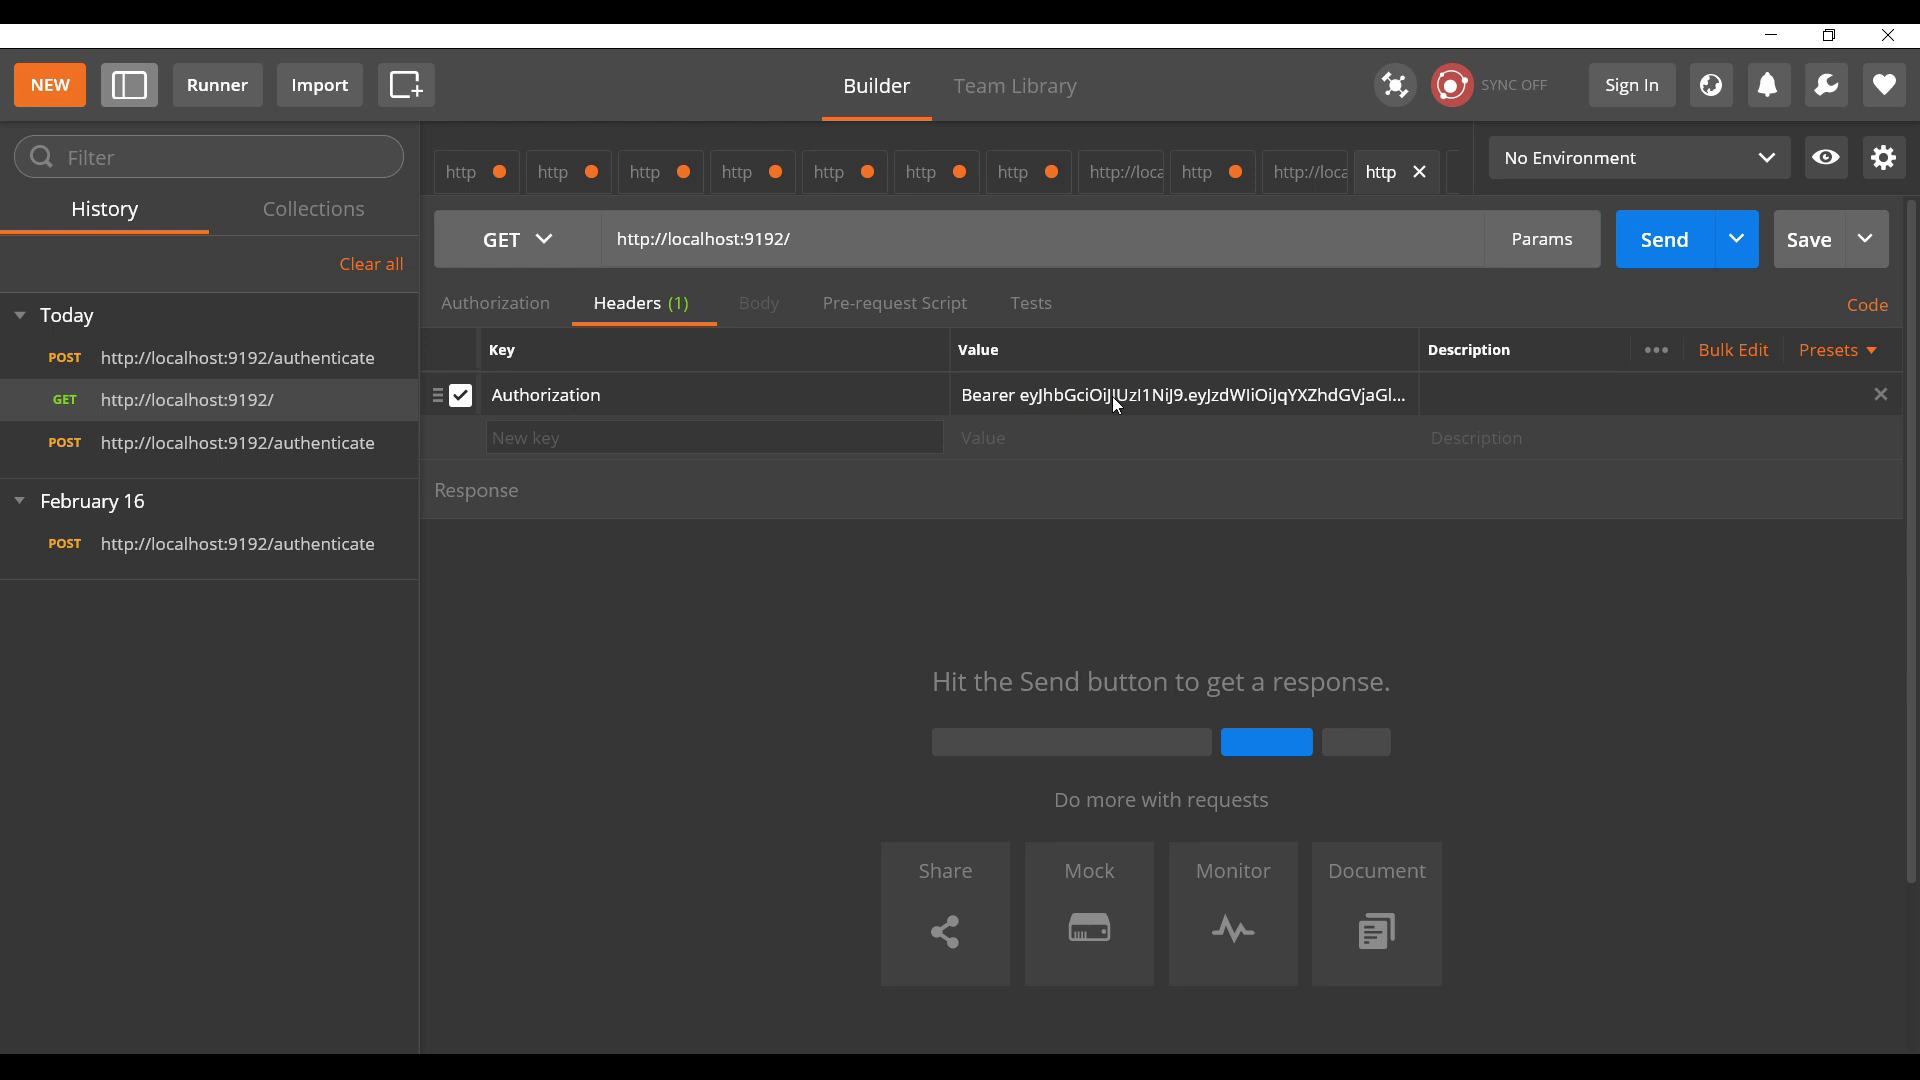 NEW
Runner
Import
Builder
Team Library
SYNC OFF
Sign In
Filter
http
http
http
http
http
http
http
http://loca
http
http://loca
http
No Environment
History
Collections
GET
http://localhost:9192/
Params
Send
Save
Clear all
Authorization
Headers (1)
Body
Pre-request Script
Tests
Code
Today
Key
Value
Description
Bulk Edit
Presets
POST http://localhost:9192/authenticate
GET http://localhost:9192/
POST http://localhost:9192/authenticate
Authorization
Bearer
New key
Value
Description
Response
February 16
POST http://localhost:9192/authenticate
Hit the Send button to get a response.
Do more with requests
Share
Mock
Monitor
Document